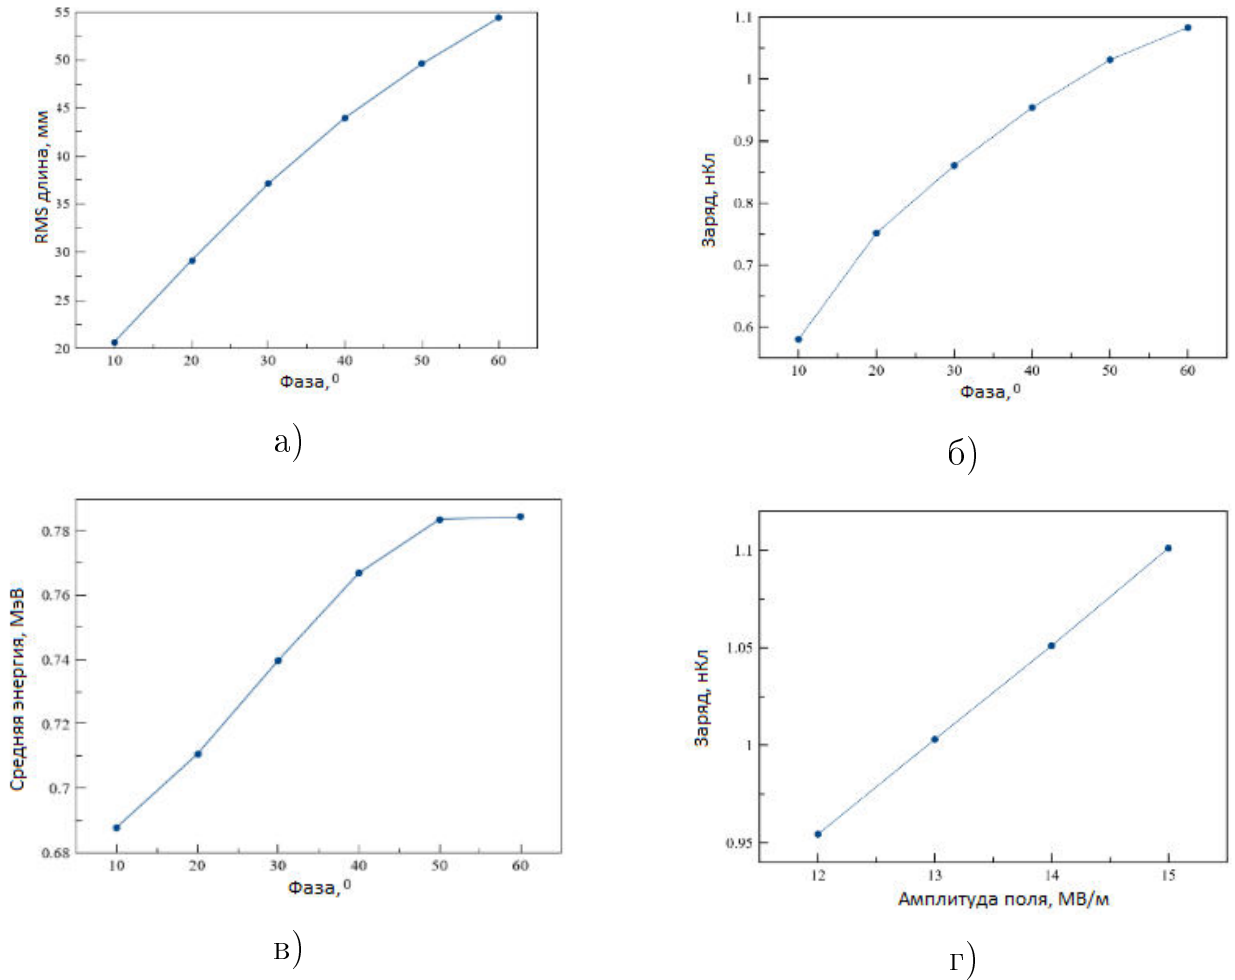 55
50
45
40
35
30
25
20
10 20 30 40 50 60
RMS длина, мм
Фаза, 0
а)
1.1
1
0.9
0.8
0.7
0.6
10 20 30 40 50 60
Заряд, нКл
Фаза, 0
б)
0.78
0.76
0.74
0.72
0.7
0.68
10 20 30 40 50 60
Средняя энергия, МэВ
Фаза, 0
в)
1.1
1.05
1
0.95
12 13 14 15
Заряд, нКл
Амплитуда поля, МВ/м
г)